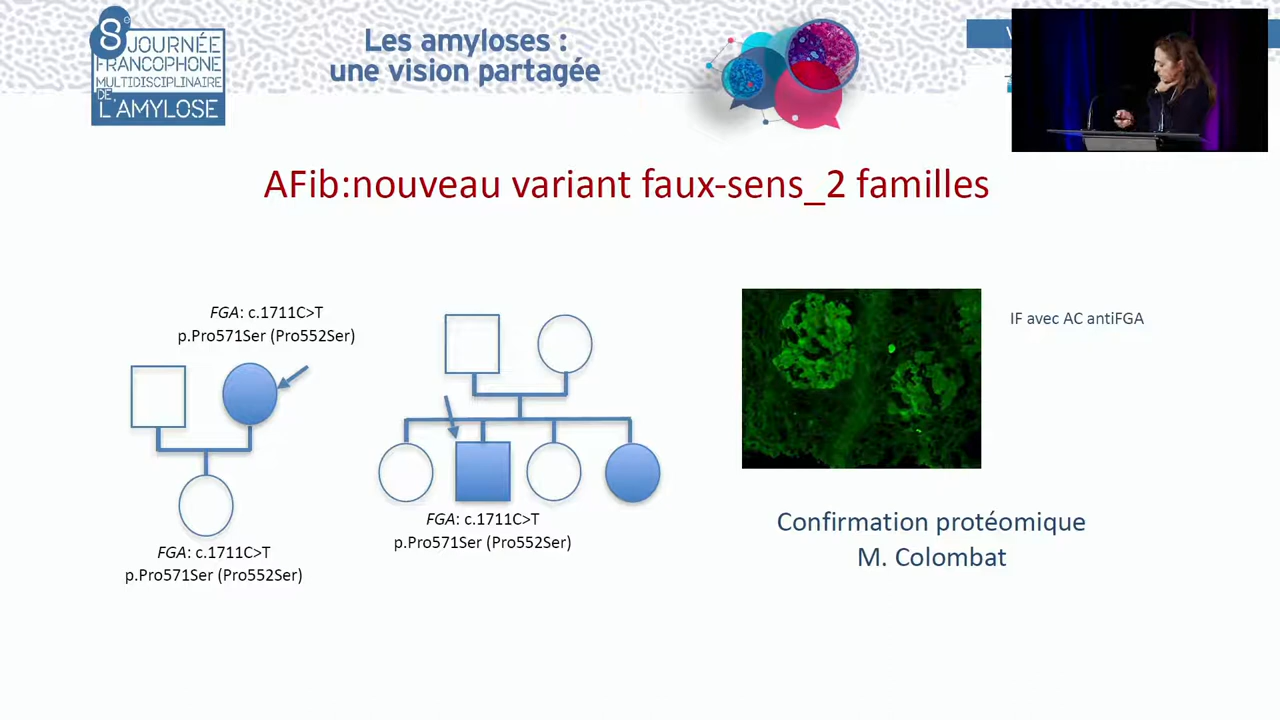 8e JOURNÉE
FRANCOPHONE
MULTIDISCIPLINAIRE
DE
L'AMYLOSE
Les amyloses :
une vision partagée
AFib:nouveau variant faux-sens_2 familles
FGA: c.1711C>T
p.Pro571Ser (Pro552Ser)
FGA: c.1711C>T
p.Pro571Ser (Pro552Ser)
FGA: c.1711C>T
p.Pro571Ser (Pro552Ser)
IF avec AC antiFGA
Confirmation protéomique
M. Colombat